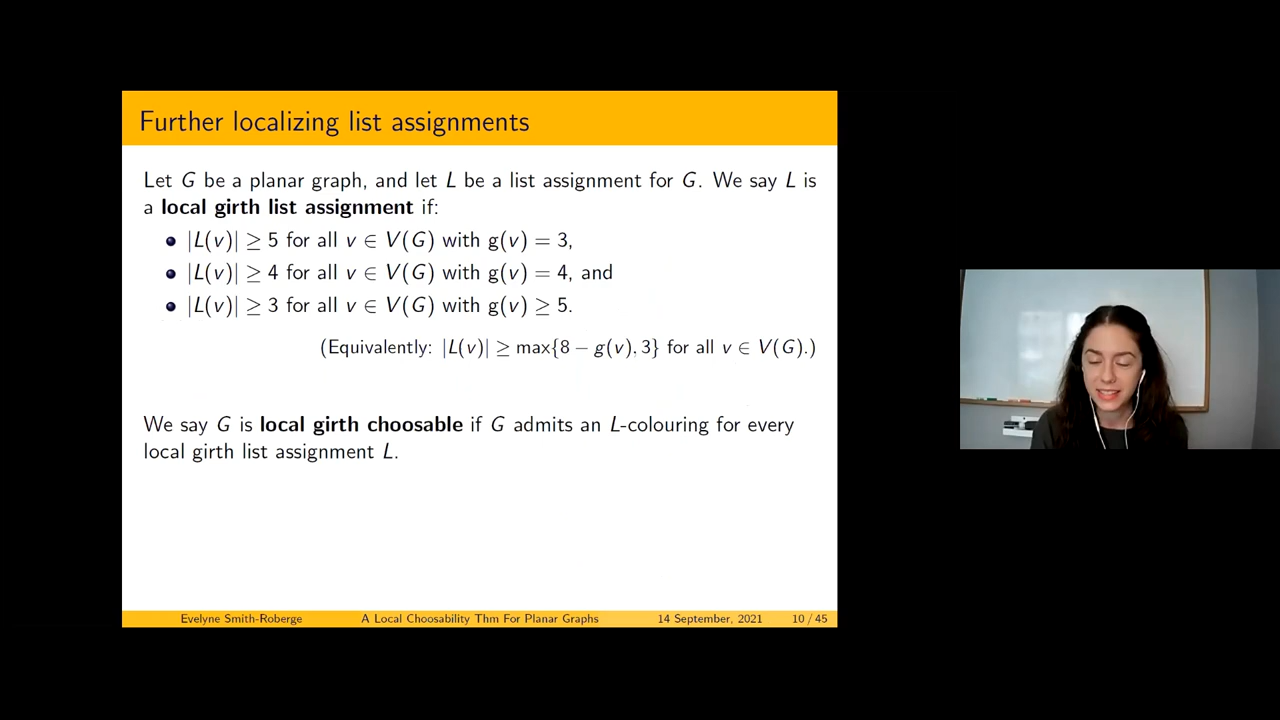 Further localizing list assignments
Let G be a planar graph, and let L be a list assignment for G. We say L is
a local girth list assignment if:
|L(v)| ≥ 5 for all v ∈ V(G) with g(v) = 3,
|L(v)| ≥ 4 for all v ∈ V(G) with g(v) = 4, and
|L(v)| ≥ 3 for all v ∈ V(G) with g(v) ≥ 5.
(Equivalently: |L(v)| ≥ max{8 − g(v), 3} for all v ∈ V(G).)
We say G is local girth choosable if G admits an L-colouring for every
local girth list assignment L.
Evelyne Smith-Roberge A Local Choosability Thm For Planar Graphs 14 September, 2021 10 / 45